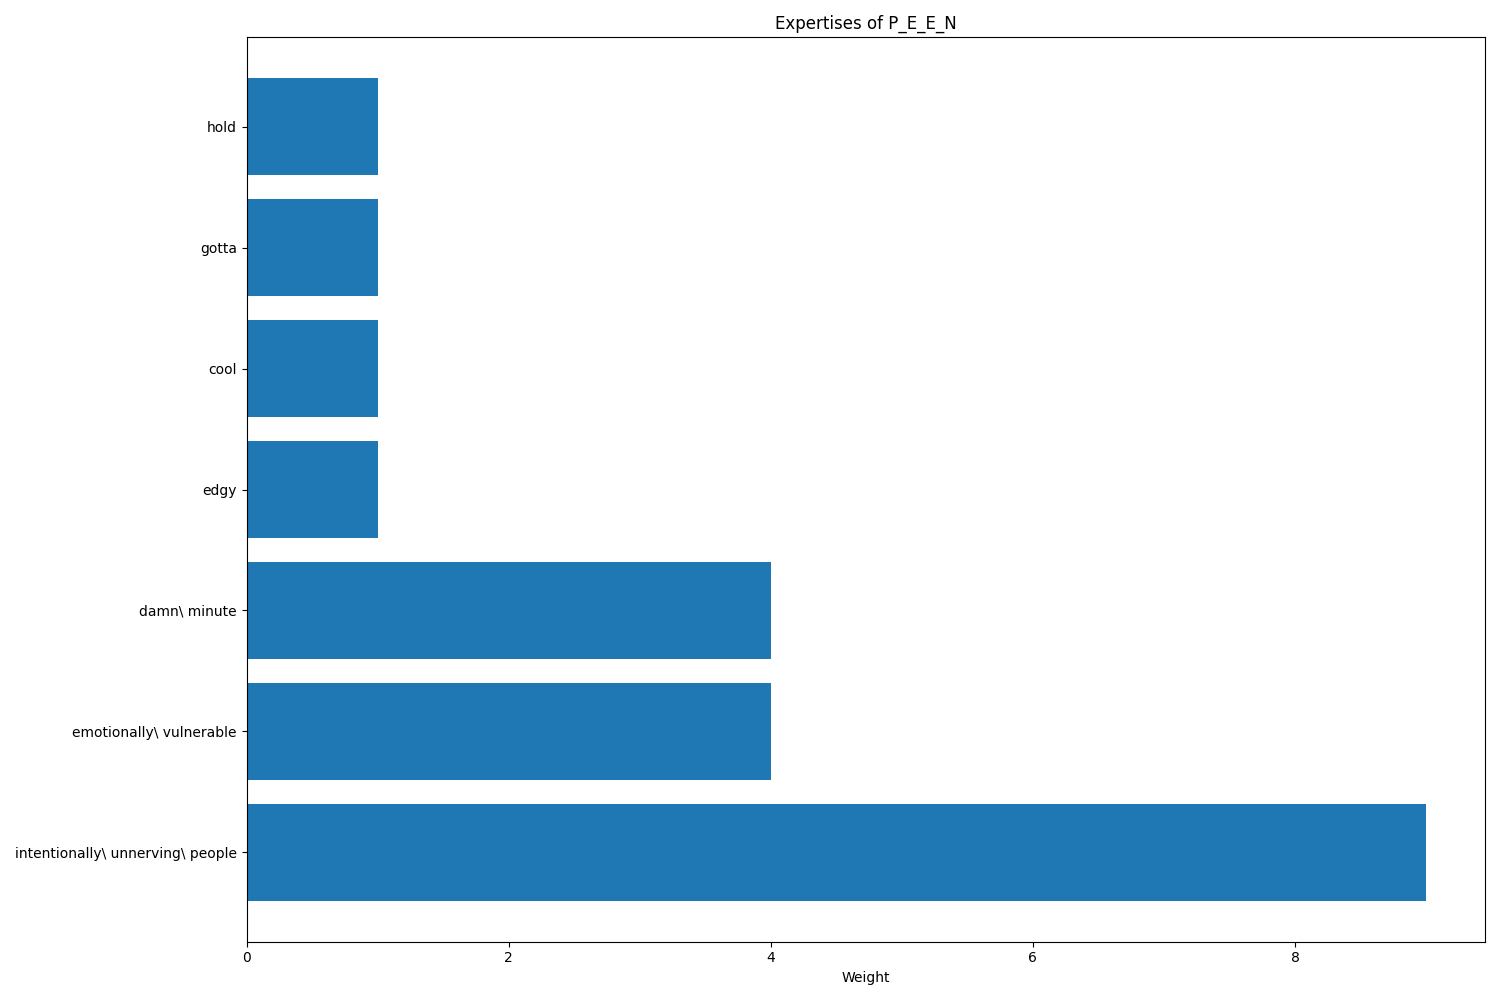 Expertises of P_E_E_N
hold
gotta
cool
edgy
damn\ minute
emotionally\ vulnerable
intentionally\ unnerving\ people
0 2 4 6 8
Weight